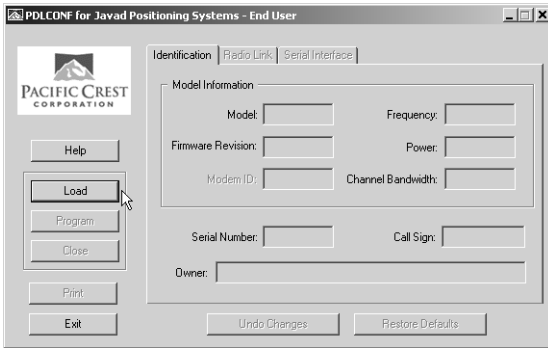 PDLCONF for Javad Positioning Systems - End User
PACIFIC CREST
CORPORATION
Help
Load
Program
Close
Print
Exit
Identification Radio Link Serial Interface
Model Information
Model: Frequency:
Firmware Revision: Power:
Modem ID: Channel Bandwidth:
Serial Number: Call Sign:
Owner:
Undo Changes Restore Defaults